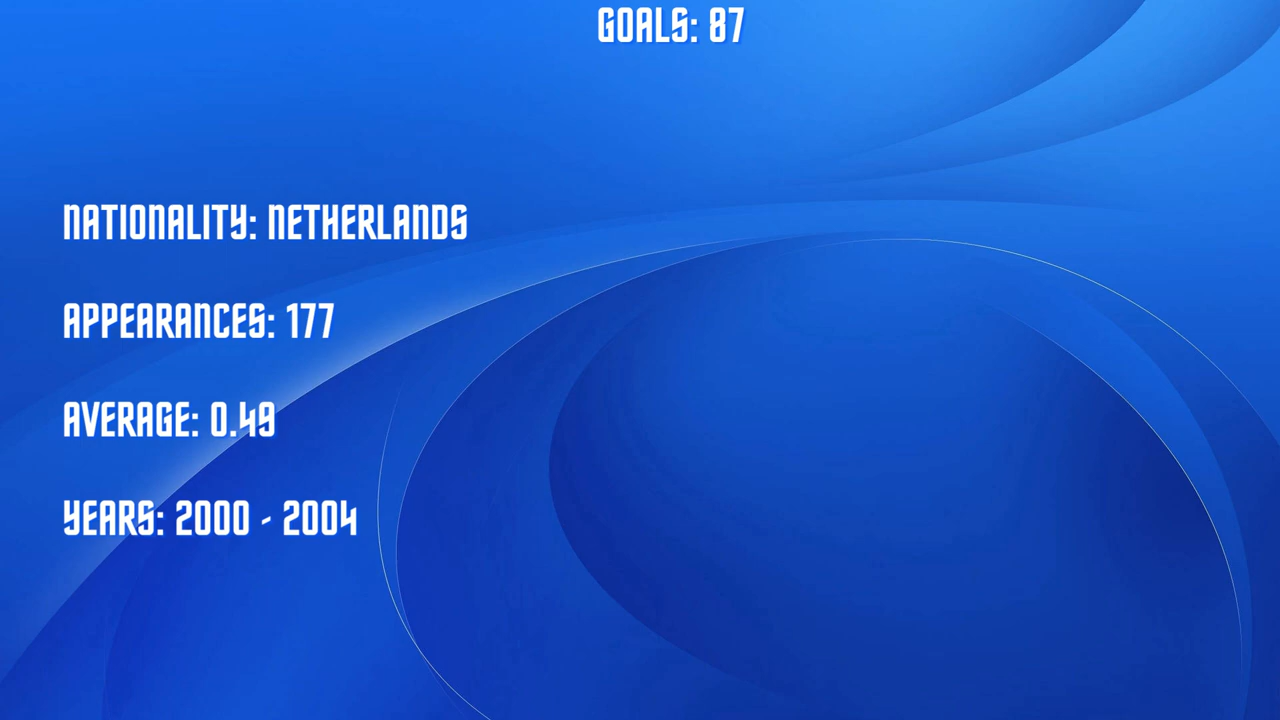 GOALS: 87
NATIONALITY: NETHERLANDS
APPEARANCES: 177
AVERAGE: 0.49
YEARS: 2000 - 2004